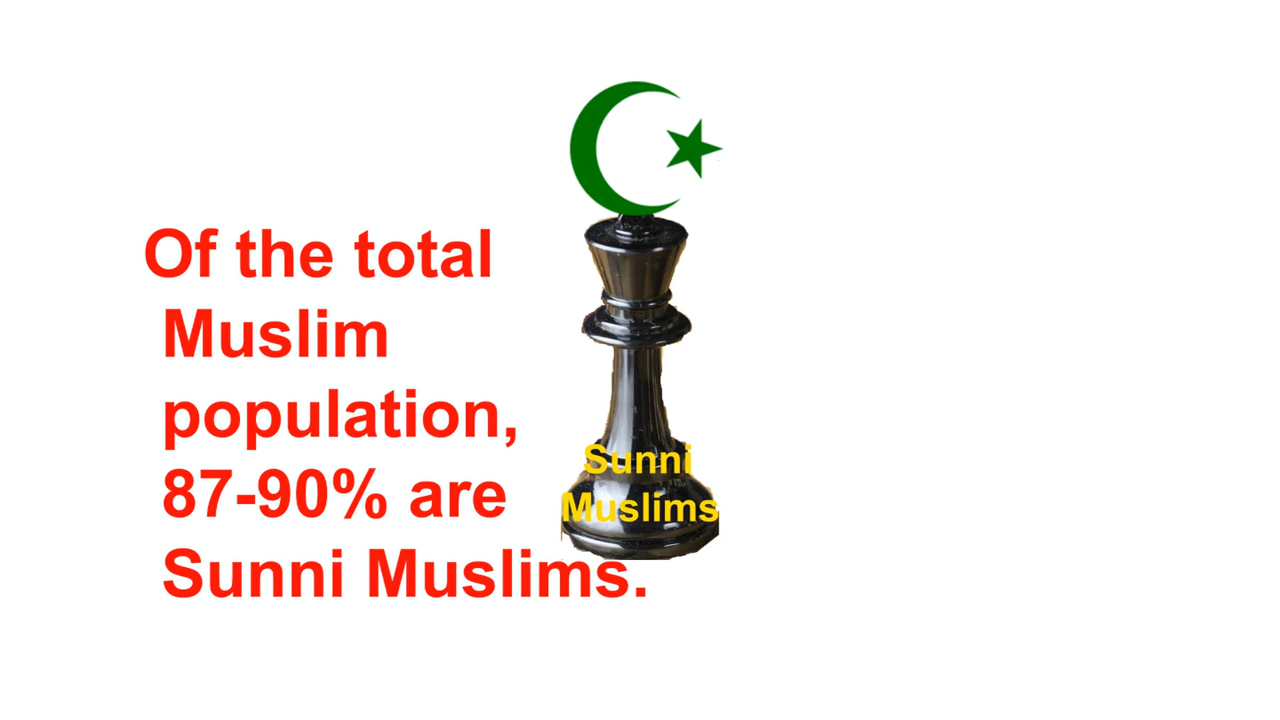 Of the total
Muslim
population,
87-90% are
Sunni Muslims.
Sunni
Muslims